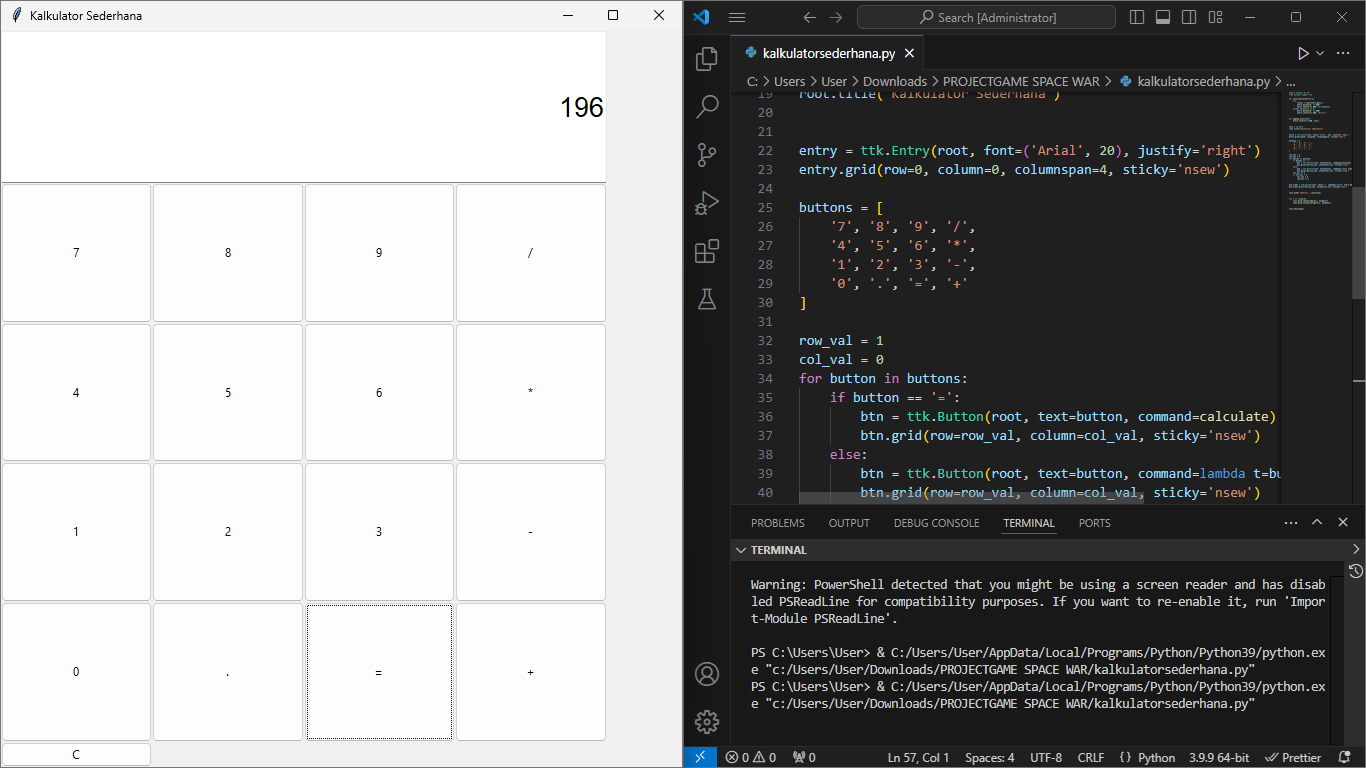 Kalkulator Sederhana
196
7 8 9 /
4 5 6 *
1 2 3 -
0 . = +
C
Search [Administrator]
kalkulatorsederhana.py
C: > Users > User > Downloads > PROJECTGAME SPACE WAR > kalkulatorsederhana.py > ...
19 root.title('Kalkulator Sederhana')
20
21
22 entry = ttk.Entry(root, font=('Arial', 20), justify='right')
23 entry.grid(row=0, column=0, columnspan=4, sticky='nsew')
24
25 buttons = [
26     '7', '8', '9', '/',
27     '4', '5', '6', '*',
28     '1', '2', '3', '-',
29     '0', '.', '=', '+'
30 ]
31
32 row_val = 1
33 col_val = 0
34 for button in buttons:
35     if button == '=':
36         btn = ttk.Button(root, text=button, command=calculate)
37         btn.grid(row=row_val, column=col_val, sticky='nsew')
38     else:
39         btn = ttk.Button(root, text=button, command=lambda t=bu
40         btn.grid(row=row_val, column=col_val, sticky='nsew')
PROBLEMS OUTPUT DEBUG CONSOLE TERMINAL PORTS
TERMINAL
Warning: PowerShell detected that you might be using a screen reader and has disab
led PSReadLine for compatibility purposes. If you want to re-enable it, run 'Impor
t-Module PSReadLine'.
PS C:\Users\User> & C:/Users/User/AppData/Local/Programs/Python/Python39/python.ex
e "c:/Users/User/Downloads/PROJECTGAME SPACE WAR/kalkulatorsederhana.py"
PS C:\Users\User> & C:/Users/User/AppData/Local/Programs/Python/Python39/python.ex
e "c:/Users/User/Downloads/PROJECTGAME SPACE WAR/kalkulatorsederhana.py"
0 0 0 Ln 57, Col 1 Spaces: 4 UTF-8 CRLF {} Python 3.9.9 64-bit Prettier